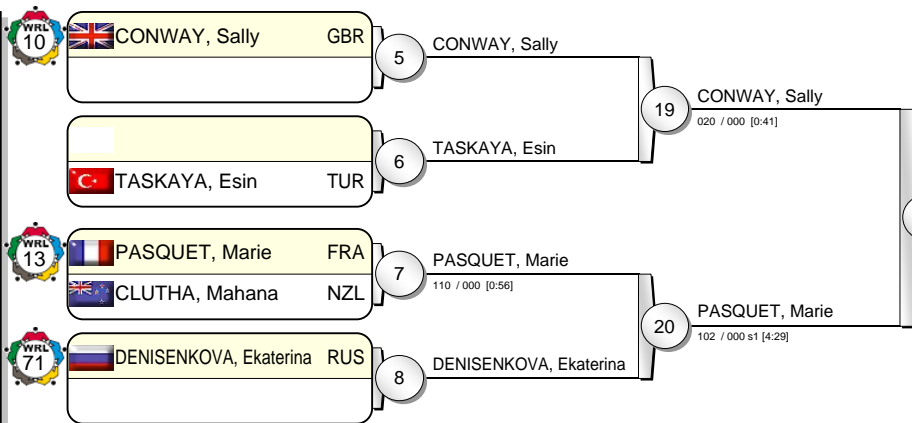 WRL
10
CONWAY, Sally GBR
5
CONWAY, Sally
19
CONWAY, Sally
020 / 000 [0:41]
6
TASKAYA, Esin
TASKAYA, Esin TUR
WRL
13
PASQUET, Marie FRA
7
PASQUET, Marie
110 / 000 [0:56]
CLUTHA, Mahana NZL
20
PASQUET, Marie
102 / 000 s1 [4:29]
WRL
71
DENISENKOVA, Ekaterina RUS
8
DENISENKOVA, Ekaterina